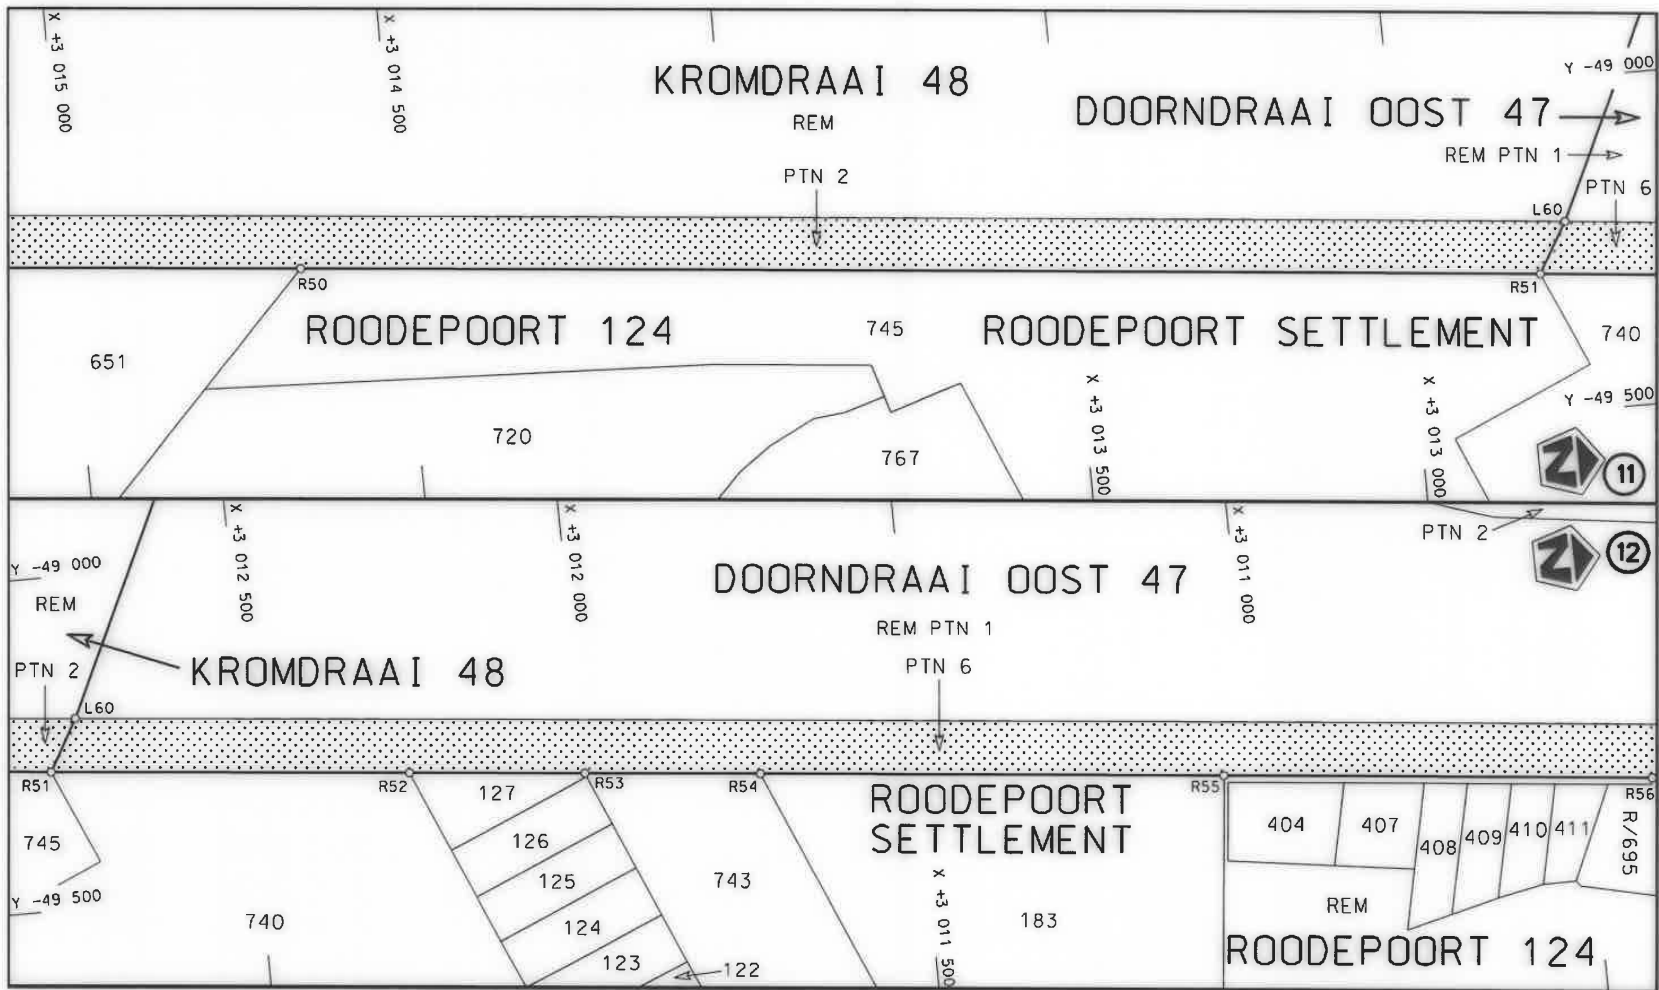 X +3 015 000
X +3 014 500
KROMDRAAI 48
REM
Y -49 000
DOORNDRAAI OOST 47
REM PTN 1
PTN 2
PTN 6
L60
R50
R51
ROODEPOORT 124
745
ROODEPOORT SETTLEMENT
740
651
X +3 013 500
X +3 013 000
Y -49 500
720
767
N
11
X +3 012 500
X +3 012 000
X +3 011 000
PTN 2
N
12
Y -49 000
REM
DOORNDRAAI OOST 47
REM PTN 1
PTN 2
KROMDRAAI 48
PTN 6
L60
R51
R52
R53
R54
R55
R56
127
ROODEPOORT
SETTLEMENT
745
126
404
407
408
409
410
411
R/695
125
743
Y -49 500
740
124
X +3 011 500
183
REM
123
122
ROODEPOORT 124